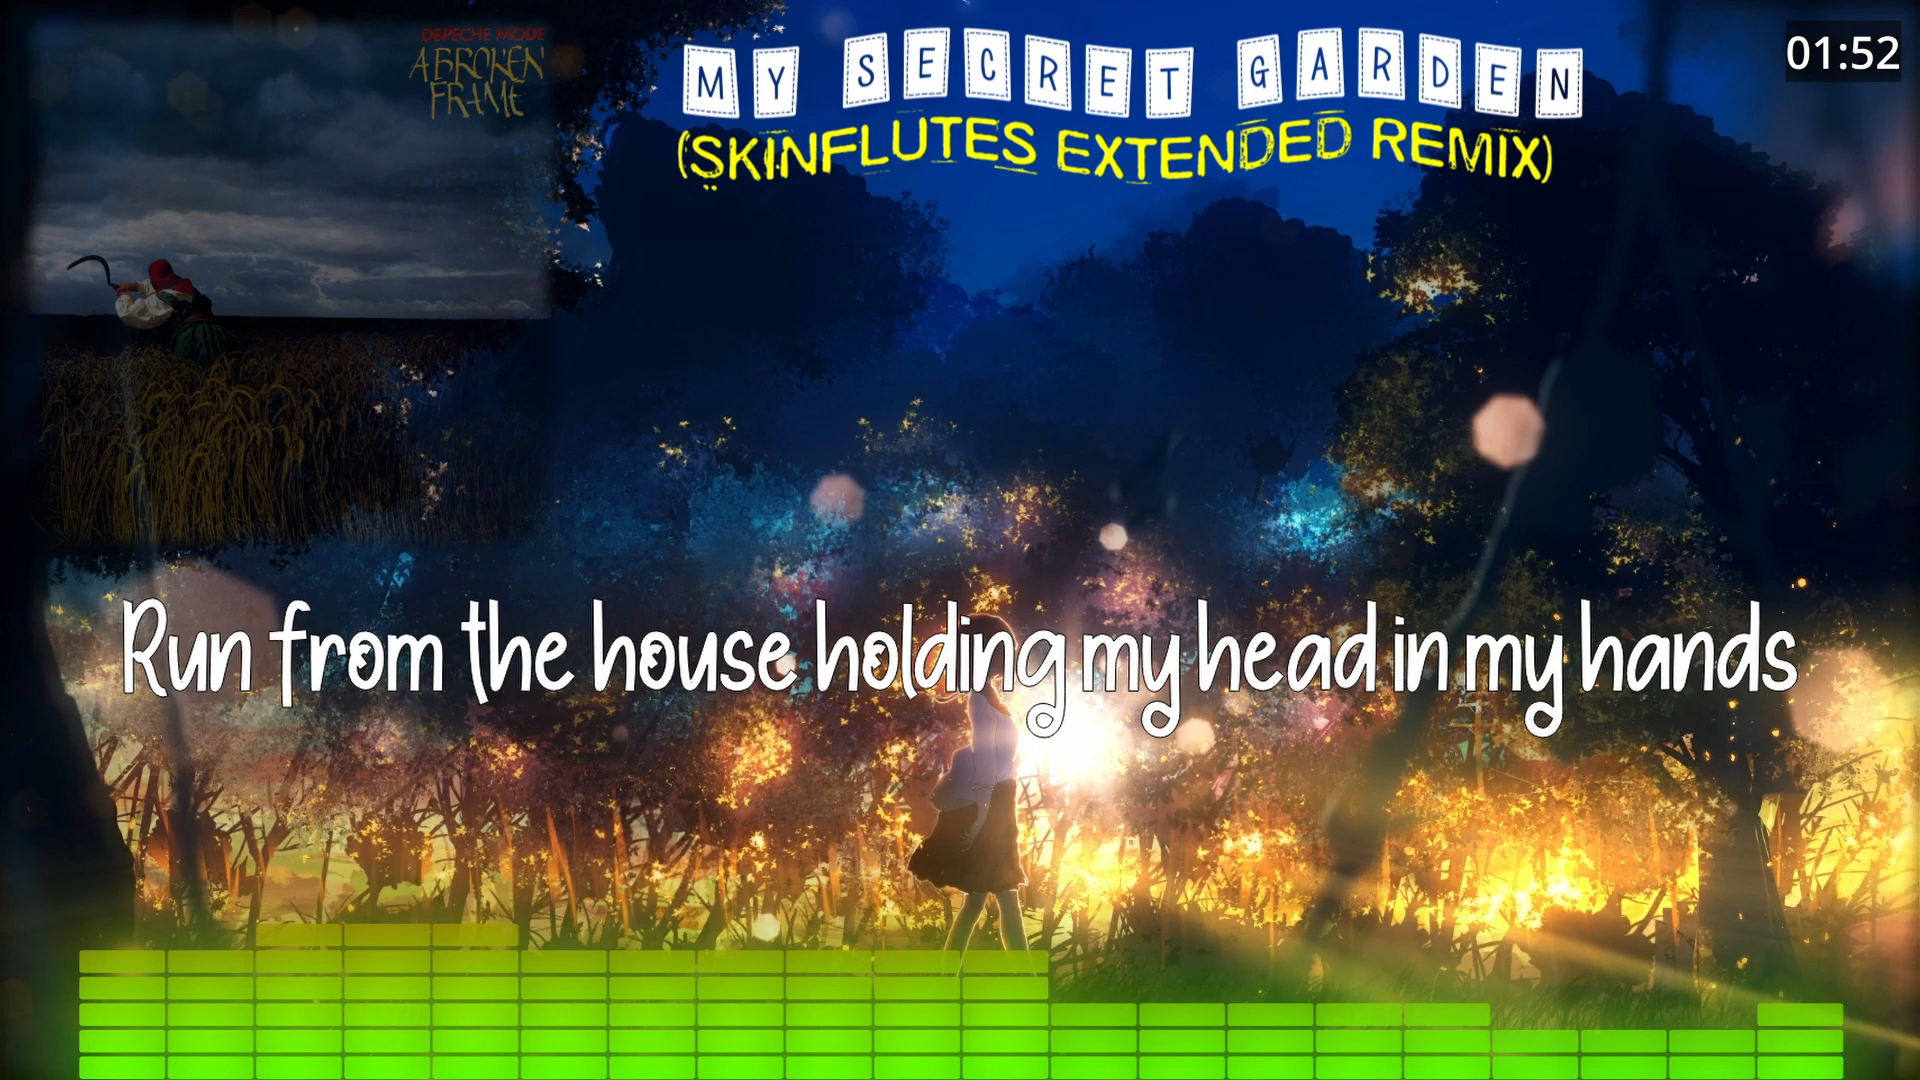 DEPECHE MODE
A BROKEN
FRAME
MY SECRET GARDEN
(SKINFLUTES EXTENDED REMIX)
01:52
Run from the house holding my head in my hands